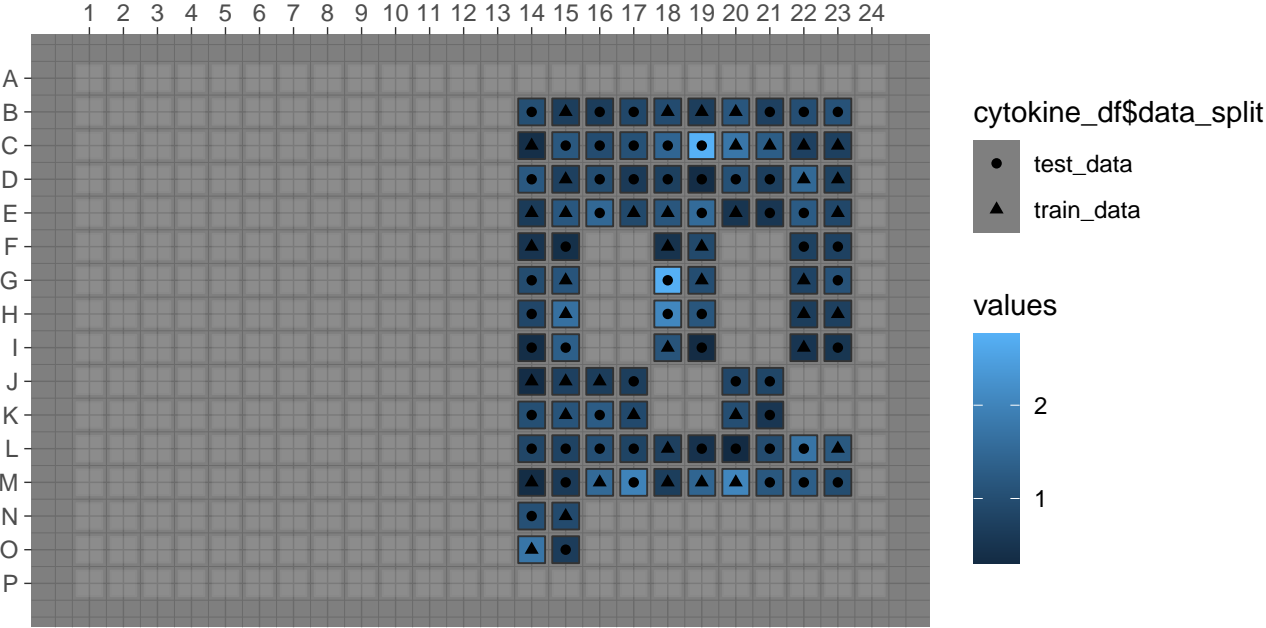 1 2 3 4 5 6 7 8 9 10 11 12 13 14 15 16 17 18 19 20 21 22 23 24
A
B
C
D
E
F
G
H
I
J
K
L
M
N
O
P
cytokine_df$data_split
test_data
train_data
values
2
1